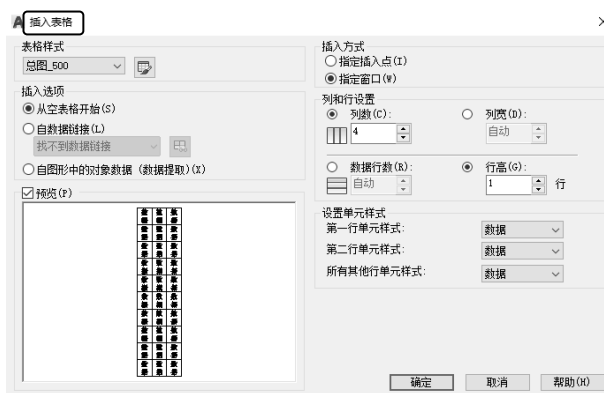 插入表格
表格样式
总图_500
插入选项
从空表格开始(S)
自数据链接(L)
找不到数据链接
自图形中的对象数据 (数据提取)(X)
预览(P)
插入方式
指定插入点(I)
指定窗口(W)
列和行设置
列数(C):
列宽(D):
4
自动
数据行数(R):
行高(G):
自动
1
行
设置单元样式
第一行单元样式:
数据
第二行单元样式:
数据
所有其他行单元样式:
数据
确定
取消
帮助(H)